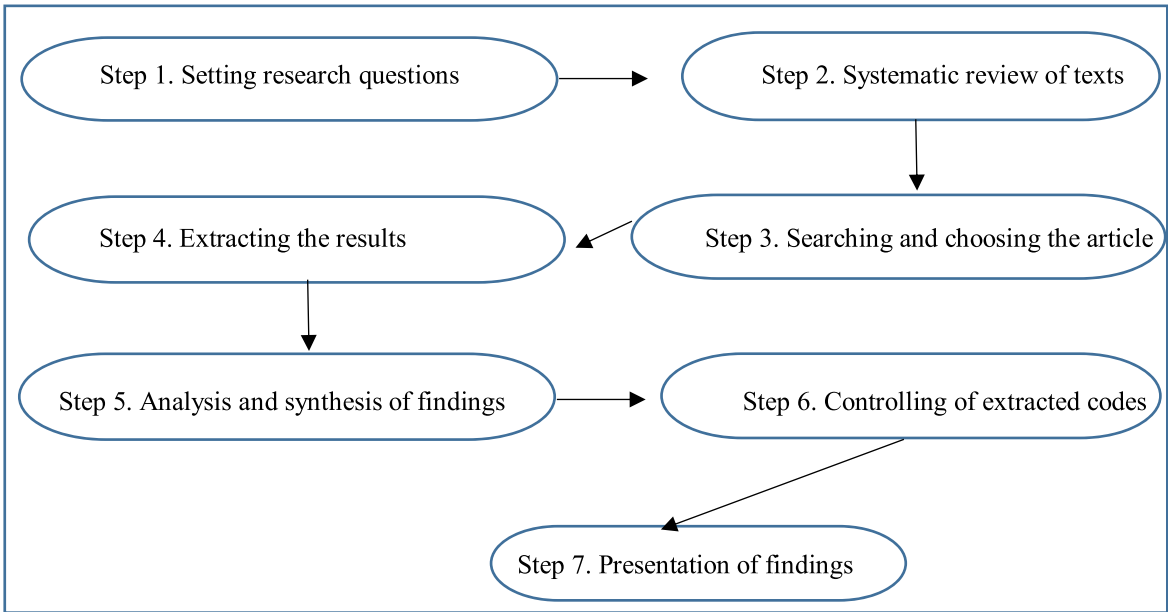 Step 1. Setting research questions
Step 2. Systematic review of texts
Step 3. Searching and choosing the article
Step 4. Extracting the results
Step 5. Analysis and synthesis of findings
Step 6. Controlling of extracted codes
Step 7. Presentation of findings